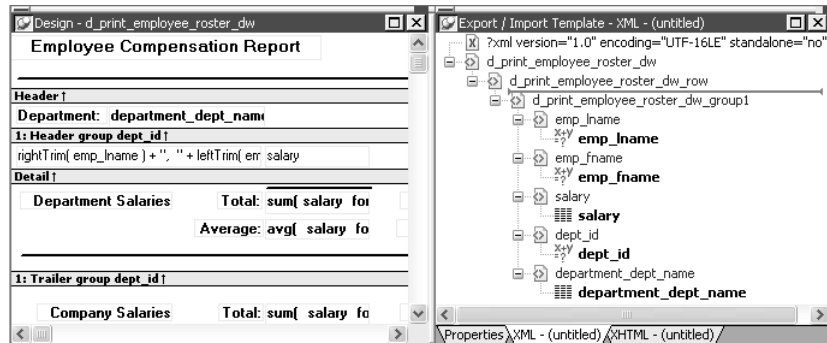 Design - d_print_employee_roster_dw
Employee Compensation Report
Header ↑
Department: department_dept_name
1: Header group dept_id ↑
rightTrim( emp_lname ) + ", " + leftTrim( em salary
Detail ↑
Department Salaries Total: sum( salary for
Average: avg( salary fo
1: Trailer group dept_id ↑
Company Salaries Total: sum( salary fo
Export / Import Template - XML - (untitled)
?xml version="1.0" encoding="UTF-16LE" standalone="no"
d_print_employee_roster_dw
d_print_employee_roster_dw_row
d_print_employee_roster_dw_group1
emp_lname
x+y=? emp_lname
emp_fname
x+y=? emp_fname
salary
salary
dept_id
x+y=? dept_id
department_dept_name
department_dept_name
Properties XML - (untitled) XHTML - (untitled)